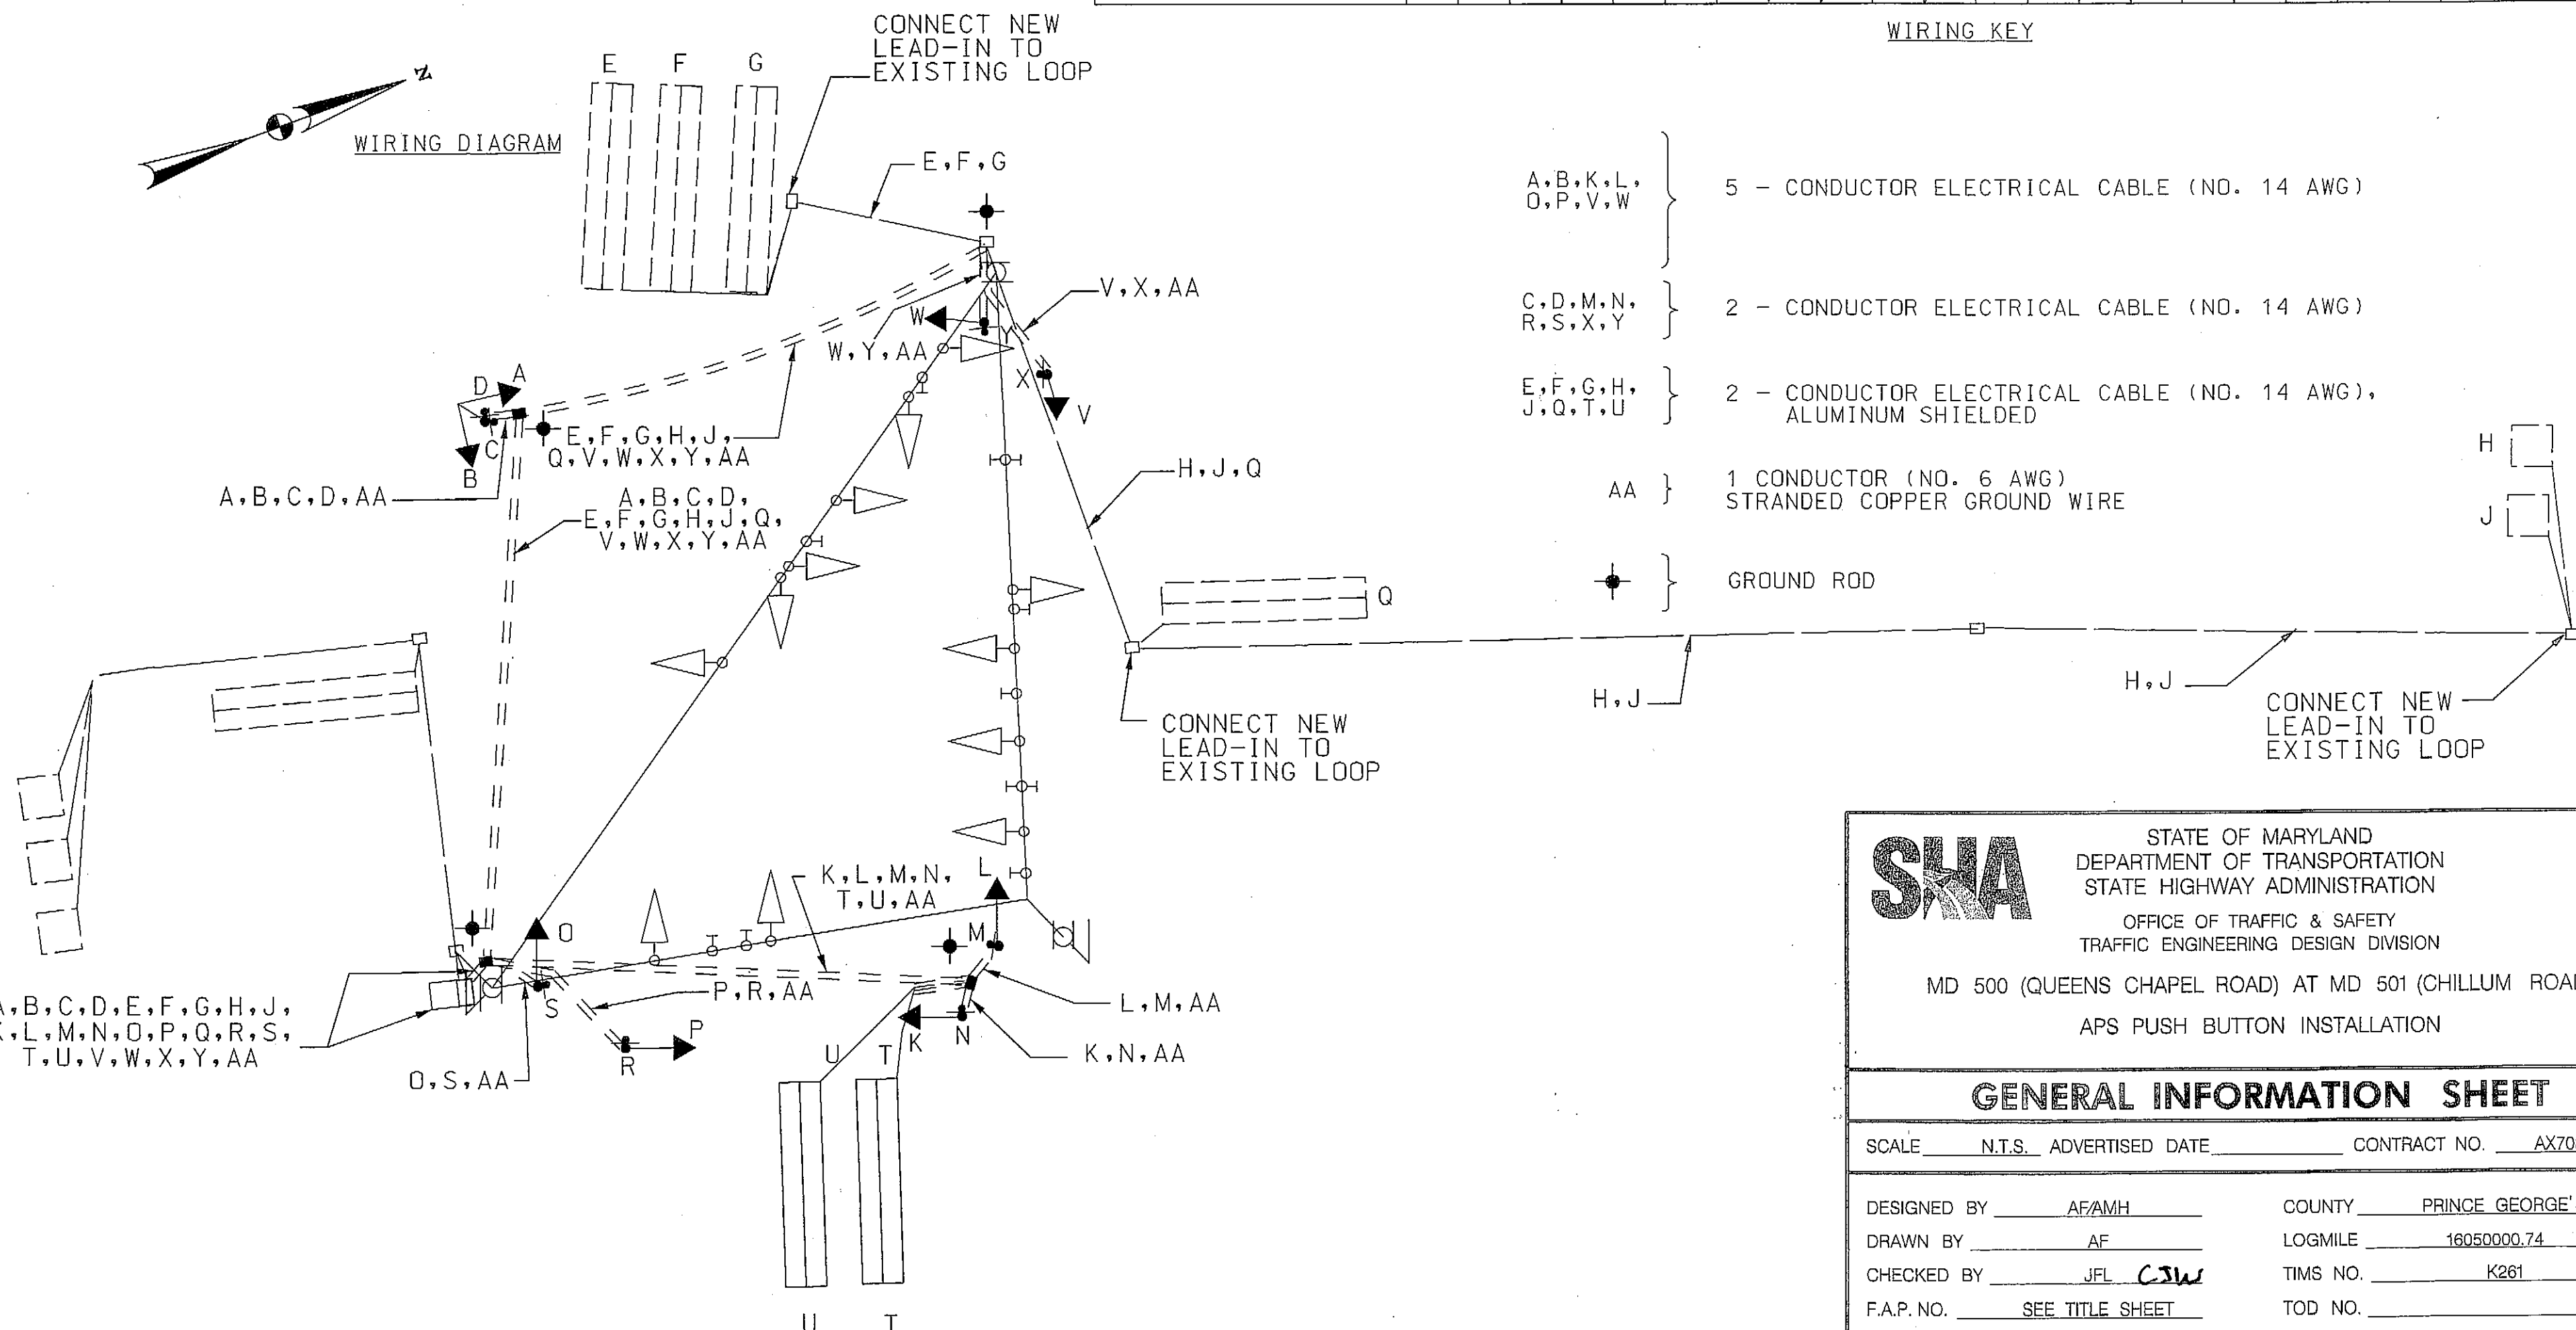 WIRING KEY
CONNECT NEW
LEAD-IN TO
EXISTING LOOP
E F G
N
WIRING DIAGRAM
E,F,G
A,B,K,L,
O,P,V,W
5 - CONDUCTOR ELECTRICAL CABLE (NO. 14 AWG)
C,D,M,N,
R,S,X,Y
2 - CONDUCTOR ELECTRICAL CABLE (NO. 14 AWG)
E,F,G,H,
J,Q,T,U
2 - CONDUCTOR ELECTRICAL CABLE (NO. 14 AWG),
ALUMINUM SHIELDED
AA
1 CONDUCTOR (NO. 6 AWG)
STRANDED COPPER GROUND WIRE
GROUND ROD
V,X,AA
W
Y
W,Y,AA
X
V
D
A
C
B
E,F,G,H,J,
Q,V,W,X,Y,AA
A,B,C,D,AA
A,B,C,D,
E,F,G,H,J,Q,
V,W,X,Y,AA
H,J,Q
H
J
Q
H,J
H,J
CONNECT NEW
LEAD-IN TO
EXISTING LOOP
CONNECT NEW
LEAD-IN TO
EXISTING LOOP
K,L,M,N,
T,U,AA
L
O
M
S
P,R,AA
L,M,AA
A,B,C,D,E,F,G,H,J,
K,L,M,N,O,P,Q,R,S,
T,U,V,W,X,Y,AA
P
R
K
N
K,N,AA
O,S,AA
U T
U T
SHA
STATE OF MARYLAND
DEPARTMENT OF TRANSPORTATION
STATE HIGHWAY ADMINISTRATION
OFFICE OF TRAFFIC & SAFETY
TRAFFIC ENGINEERING DESIGN DIVISION
MD 500 (QUEENS CHAPEL ROAD) AT MD 501 (CHILLUM ROA
APS PUSH BUTTON INSTALLATION
GENERAL INFORMATION SHEET
SCALE N.T.S. ADVERTISED DATE CONTRACT NO. AX70
DESIGNED BY AF/AMH COUNTY PRINCE GEORGE'
DRAWN BY AF LOGMILE 16050000.74
CHECKED BY JFL CJW TIMS NO. K261
F.A.P. NO. SEE TITLE SHEET TOD NO.